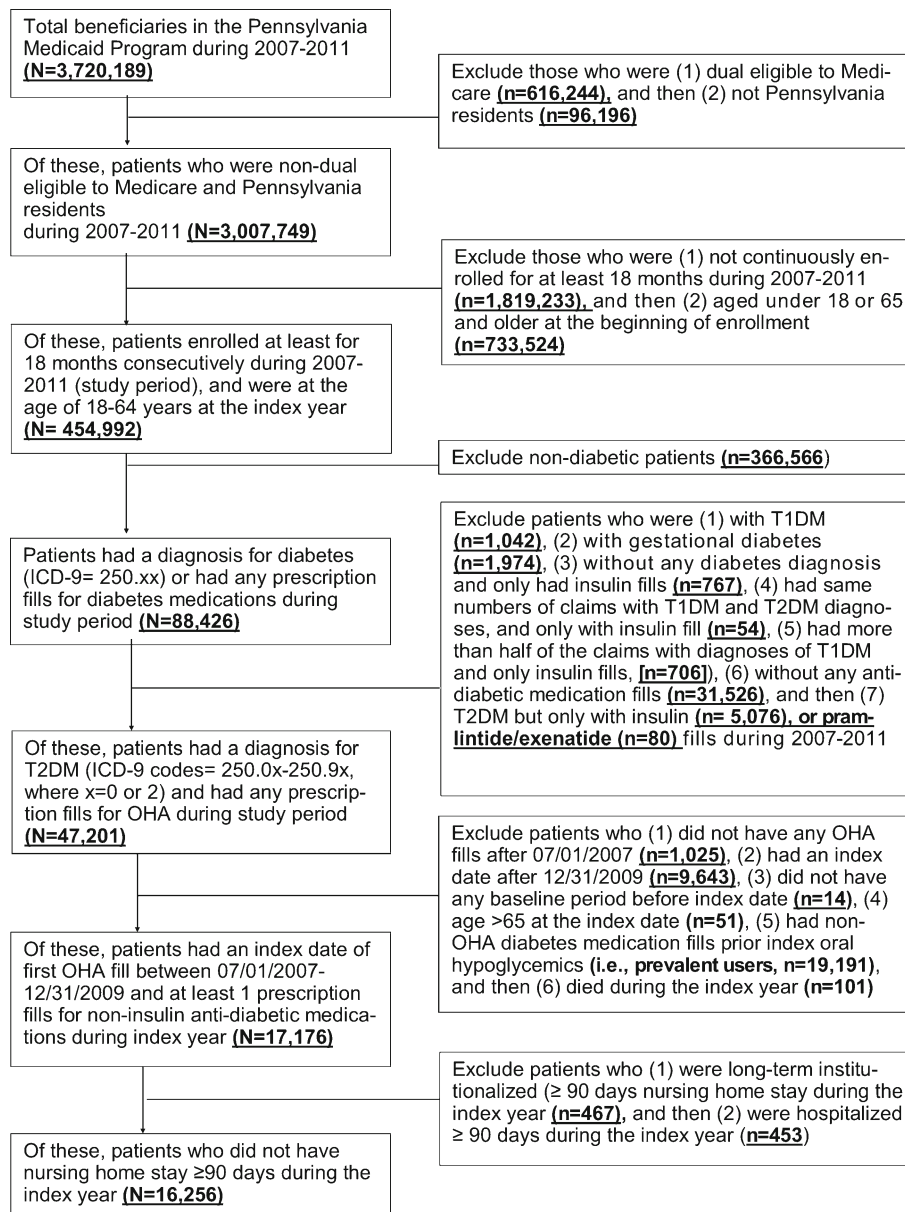 Total beneficiaries in the Pennsylvania
Medicaid Program during 2007-2011
(N=3,720,189)
Exclude those who were (1) dual eligible to Medi-
care (n=616,244), and then (2) not Pennsylvania
residents (n=96,196)
Of these, patients who were non-dual
eligible to Medicare and Pennsylvania
residents
during 2007-2011 (N=3,007,749)
Exclude those who were (1) not continuously en-
rolled for at least 18 months during 2007-2011
(n=1,819,233), and then (2) aged under 18 or 65
and older at the beginning of enrollment
(n=733,524)
Of these, patients enrolled at least for
18 months consecutively during 2007-
2011 (study period), and were at the
age of 18-64 years at the index year
(N= 454,992)
Exclude non-diabetic patients (n=366,566)
Exclude patients who were (1) with T1DM
(n=1,042), (2) with gestational diabetes
(n=1,974), (3) without any diabetes diagnosis
and only had insulin fills (n=767), (4) had same
numbers of claims with T1DM and T2DM diagno-
ses, and only with insulin fill (n=54), (5) had more
than half of the claims with diagnoses of T1DM
and only insulin fills, [n=706]), (6) without any anti-
diabetic medication fills (n=31,526), and then (7)
T2DM but only with insulin (n= 5,076), or pram-
lintide/exenatide (n=80) fills during 2007-2011
Patients had a diagnosis for diabetes
(ICD-9= 250.xx) or had any prescription
fills for diabetes medications during
study period (N=88,426)
Of these, patients had a diagnosis for
T2DM (ICD-9 codes= 250.0x-250.9x,
where x=0 or 2) and had any prescrip-
tion fills for OHA during study period
(N=47,201)
Exclude patients who (1) did not have any OHA
fills after 07/01/2007 (n=1,025), (2) had an index
date after 12/31/2009 (n=9,643), (3) did not have
any baseline period before index date (n=14), (4)
age >65 at the index date (n=51), (5) had non-
OHA diabetes medication fills prior index oral
hypoglycemics (i.e., prevalent users, n=19,191),
and then (6) died during the index year (n=101)
Of these, patients had an index date of
first OHA fill between 07/01/2007-
12/31/2009 and at least 1 prescription
fills for non-insulin anti-diabetic medica-
tions during index year (N=17,176)
Exclude patients who (1) were long-term institu-
tionalized (≥ 90 days nursing home stay during the
index year (n=467), and then (2) were hospitalized
≥ 90 days during the index year (n=453)
Of these, patients who did not have
nursing home stay ≥90 days during the
index year (N=16,256)